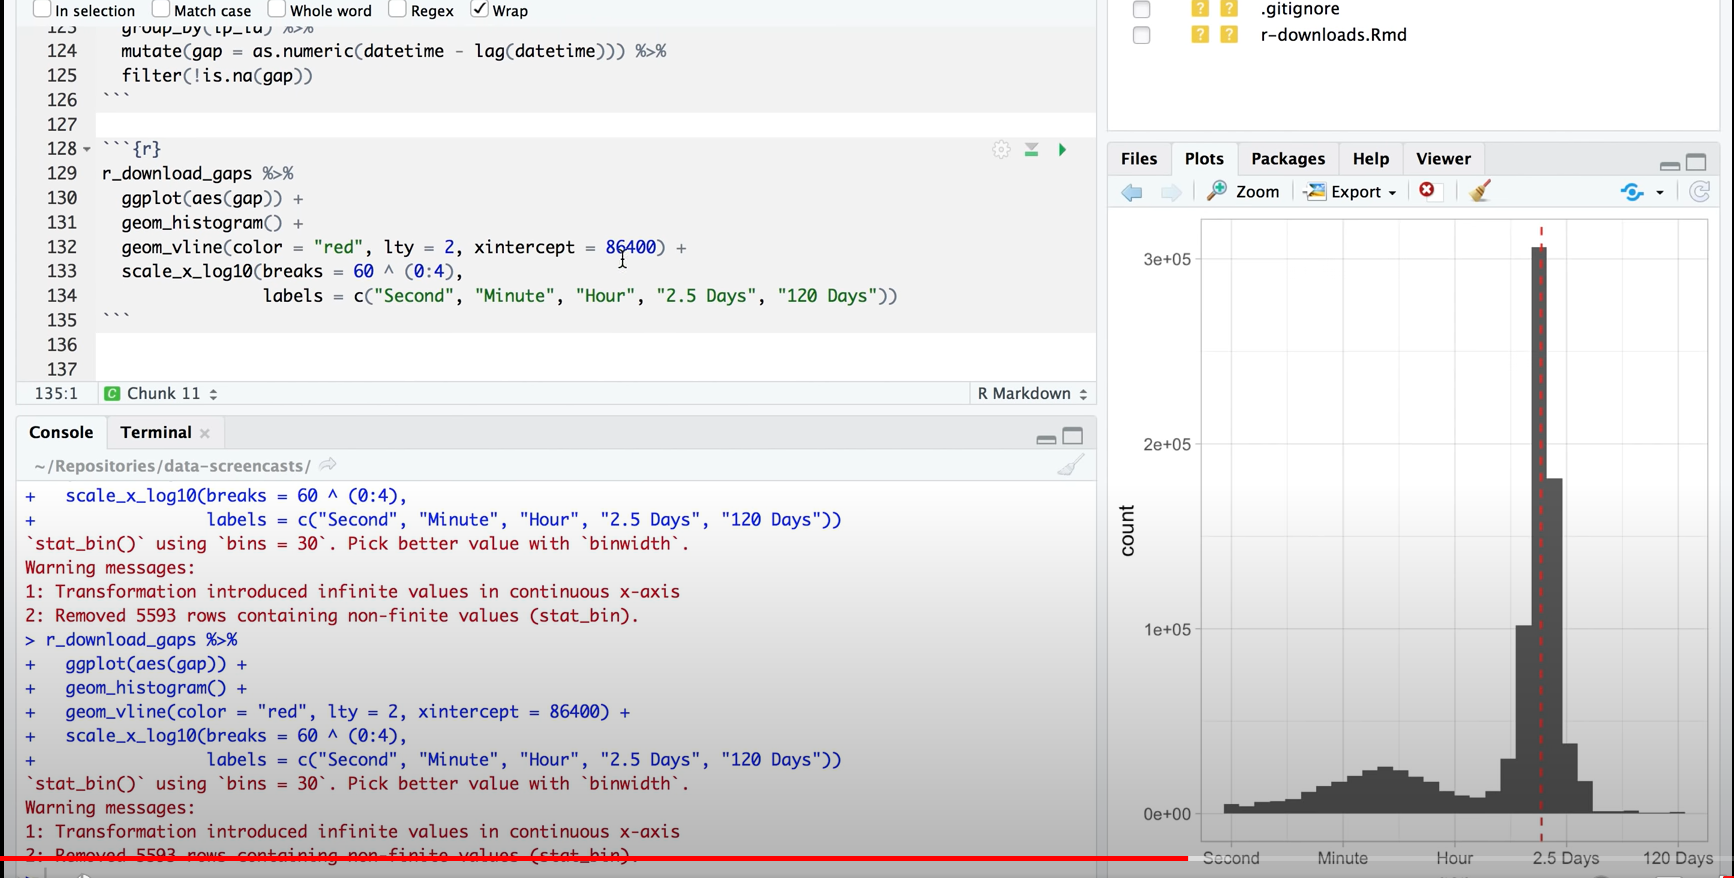 In selection Match case Whole word Regex Wrap
123 group_by(ip_id) %>%
124 mutate(gap = as.numeric(datetime - lag(datetime))) %>%
125 filter(!is.na(gap))
126 ```
127
128 ```{r}
129 r_download_gaps %>%
130 ggplot(aes(gap)) +
131 geom_histogram() +
132 geom_vline(color = "red", lty = 2, xintercept = 86400) +
133 scale_x_log10(breaks = 60 ^ (0:4),
134 labels = c("Second", "Minute", "Hour", "2.5 Days", "120 Days"))
135 ```
136
137
135:1 C Chunk 11 R Markdown
Console Terminal
~/Repositories/data-screencasts/
+ scale_x_log10(breaks = 60 ^ (0:4),
+ labels = c("Second", "Minute", "Hour", "2.5 Days", "120 Days"))
`stat_bin()` using `bins = 30`. Pick better value with `binwidth`.
Warning messages:
1: Transformation introduced infinite values in continuous x-axis
2: Removed 5593 rows containing non-finite values (stat_bin).
> r_download_gaps %>%
+ ggplot(aes(gap)) +
+ geom_histogram() +
+ geom_vline(color = "red", lty = 2, xintercept = 86400) +
+ scale_x_log10(breaks = 60 ^ (0:4),
+ labels = c("Second", "Minute", "Hour", "2.5 Days", "120 Days"))
`stat_bin()` using `bins = 30`. Pick better value with `binwidth`.
Warning messages:
1: Transformation introduced infinite values in continuous x-axis
2: Removed 5593 rows containing non-finite values (stat_bin).
? ? .gitignore
? ? r-downloads.Rmd
Files Plots Packages Help Viewer
Zoom Export
3e+05
2e+05
1e+05
0e+00
count
Second Minute Hour 2.5 Days 120 Days